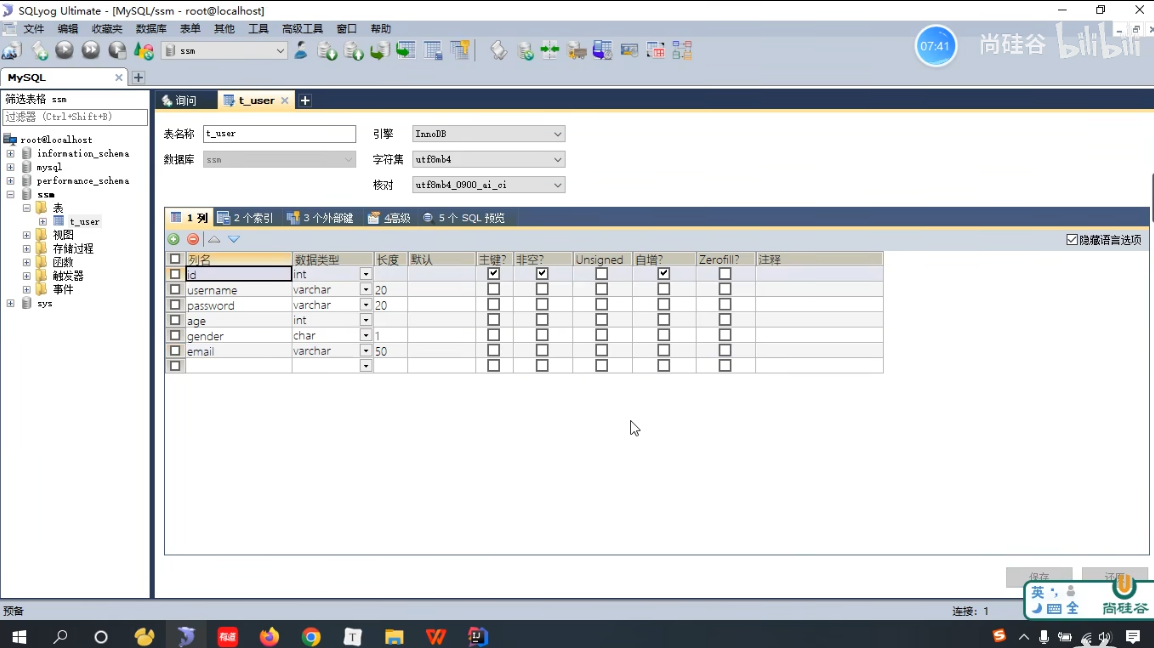 SQLyog Ultimate - [MySQL/ssm - root@localhost]
文件 编辑 收藏夹 数据库 表单 其他 工具 高级工具 窗口 帮助
ssm
07:41
尚硅谷 bilibili
MySQL
筛选表格 ssm
过滤器 (Ctrl+Shift+B)
root@localhost
information_schema
mysql
performance_schema
ssm
表
t_user
视图
存储过程
函数
触发器
事件
sys
询问 t_user
表名称 t_user 引擎 InnoDB
数据库 ssm 字符集 utf8mb4
核对 utf8mb4_0900_ai_ci
1 列 2 个索引 3 个外部键 4高级 5 个 SQL 预览
隐藏语言选项
列名 数据类型 长度 默认 主键? 非空? Unsigned 自增? Zerofill? 注释
id int
username varchar 20
password varchar 20
age int
gender char 1
email varchar 50
保存 还原
预备 连接: 1
英 全
尚硅谷
有道 T W IJ